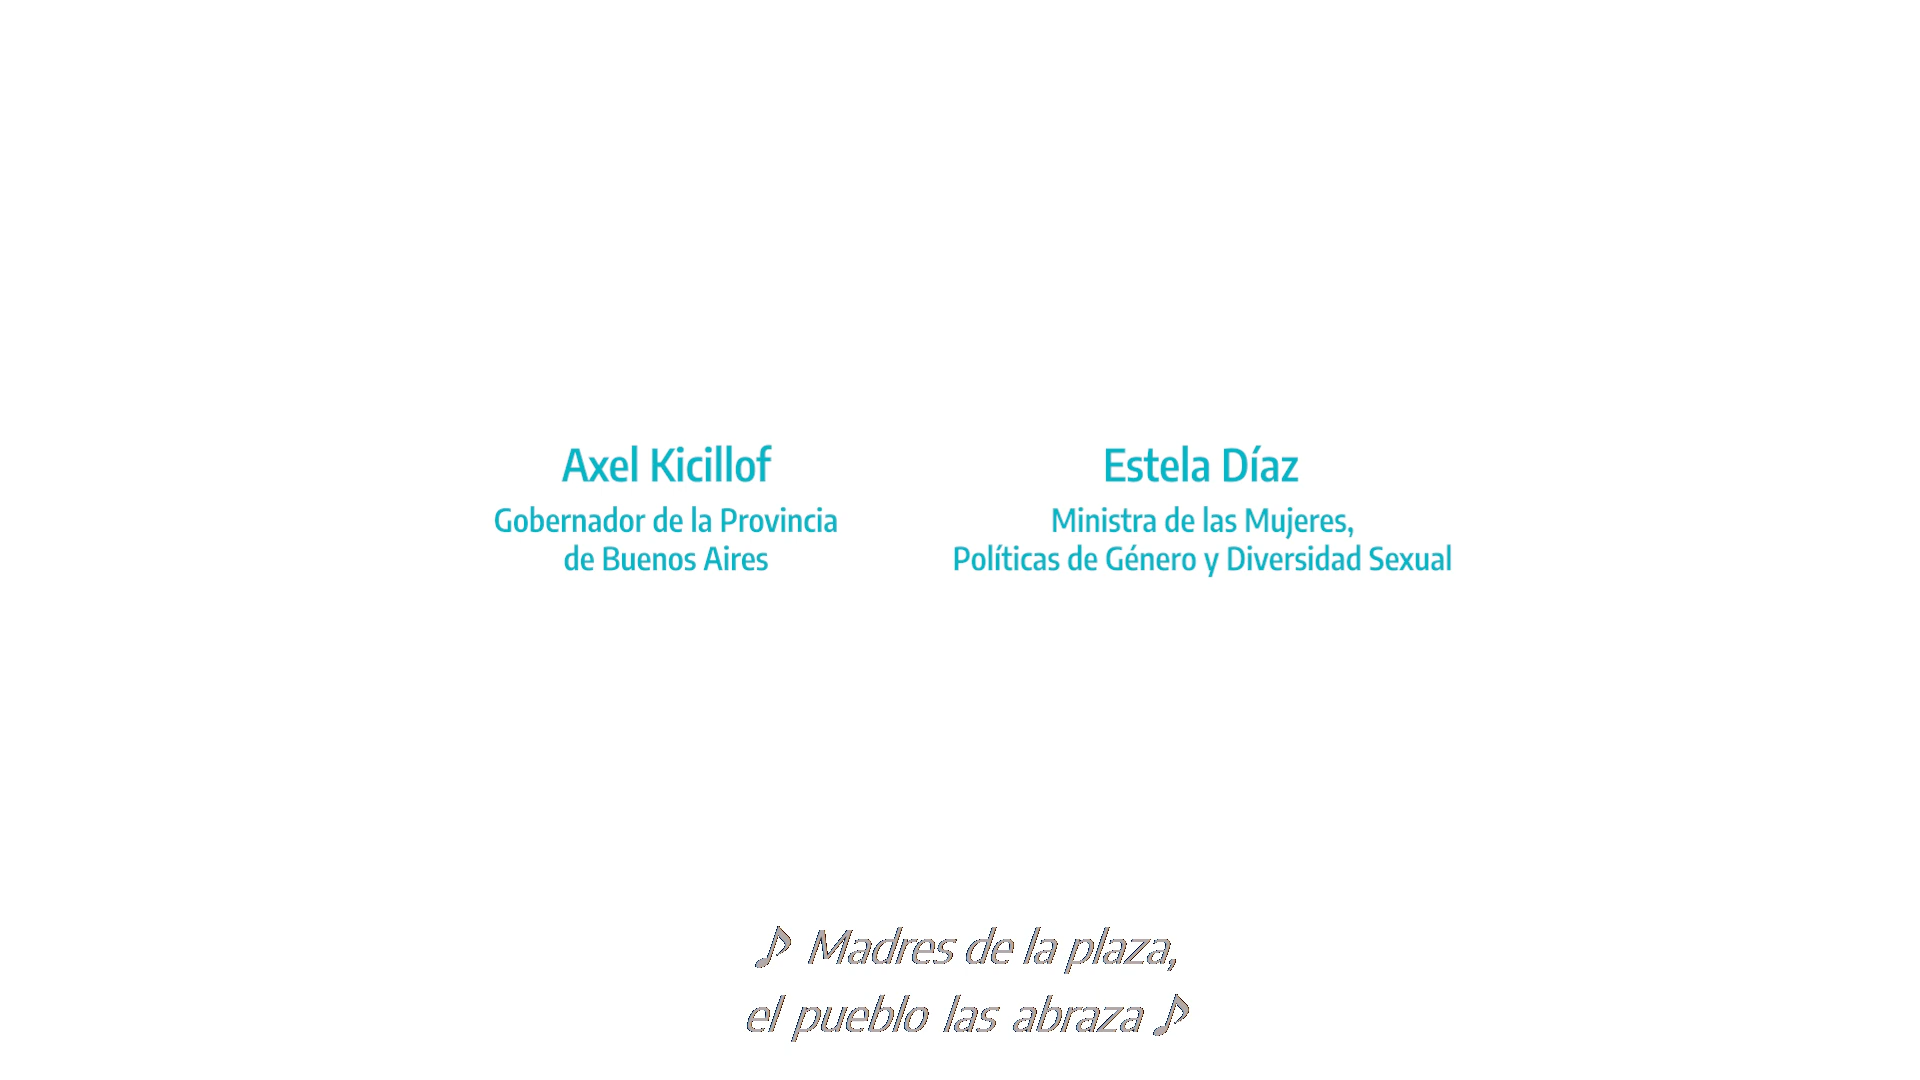 Axel Kicillof
Gobernador de la Provincia
de Buenos Aires
Estela Díaz
Ministra de las Mujeres,
Políticas de Género y Diversidad Sexual
♪ Madres de la plaza,
el pueblo las abraza ♪